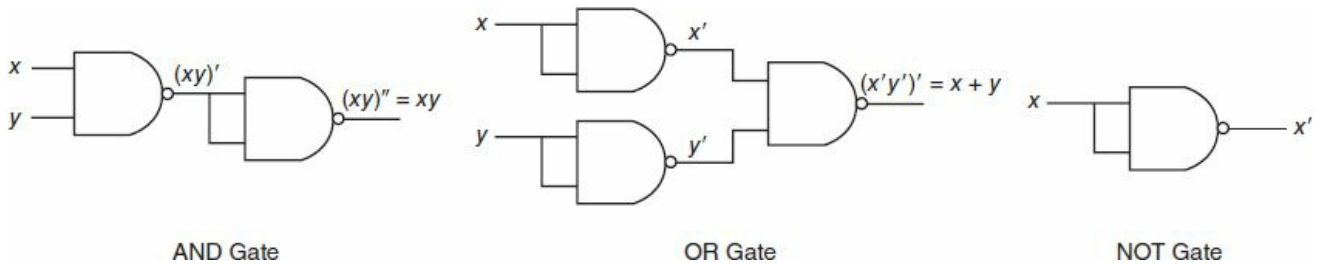 x
y
(xy)′
(xy)″ = xy
AND Gate
x
x′
y
y′
(x′y′)′ = x + y
OR Gate
x
x′
NOT Gate